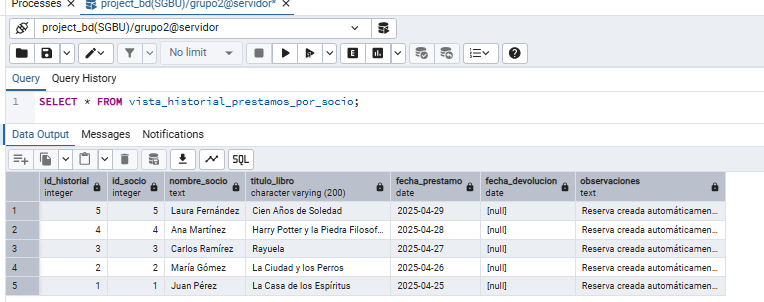 Processes project_bd(SGBU)/grupo2@servidor*
project_bd(SGBU)/grupo2@servidor
No limit E
Query Query History
1 SELECT * FROM vista_historial_prestamos_por_socio;
Data Output Messages Notifications
SQL
id_historial id_socio nombre_socio titulo_libro fecha_prestamo fecha_devolucion observaciones
integer integer text character varying (200) date date text
1 5 5 Laura Fernández Cien Años de Soledad 2025-04-29 [null] Reserva creada automáticamen...
2 4 4 Ana Martínez Harry Potter y la Piedra Filosof... 2025-04-28 [null] Reserva creada automáticamen...
3 3 3 Carlos Ramírez Rayuela 2025-04-27 [null] Reserva creada automáticamen...
4 2 2 María Gómez La Ciudad y los Perros 2025-04-26 [null] Reserva creada automáticamen...
5 1 1 Juan Pérez La Casa de los Espíritus 2025-04-25 [null] Reserva creada automáticamen...